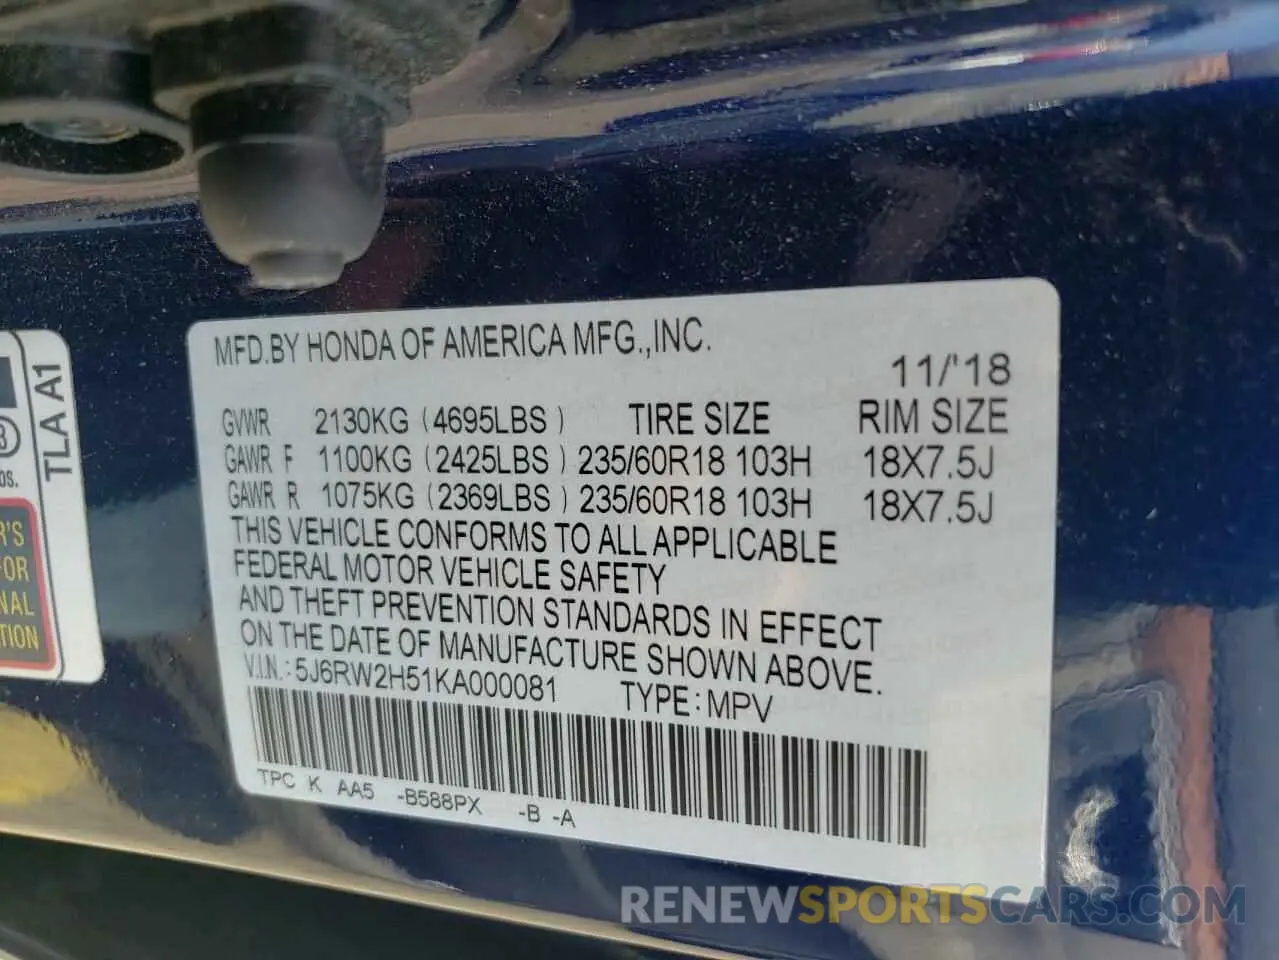 MFD.BY HONDA OF AMERICA MFG.,INC.
11/'18
GVWR 2130KG (4695LBS) TIRE SIZE RIM SIZE
GAWR F 1100KG (2425LBS) 235/60R18 103H 18X7.5J
GAWR R 1075KG (2369LBS) 235/60R18 103H 18X7.5J
THIS VEHICLE CONFORMS TO ALL APPLICABLE
FEDERAL MOTOR VEHICLE SAFETY
AND THEFT PREVENTION STANDARDS IN EFFECT
ON THE DATE OF MANUFACTURE SHOWN ABOVE.
V.I.N.: 5J6RW2H51KA000081 TYPE: MPV
TPC K AA5 -B588PX -B -A
TLA A1
RENEWSPORTSCARS.COM